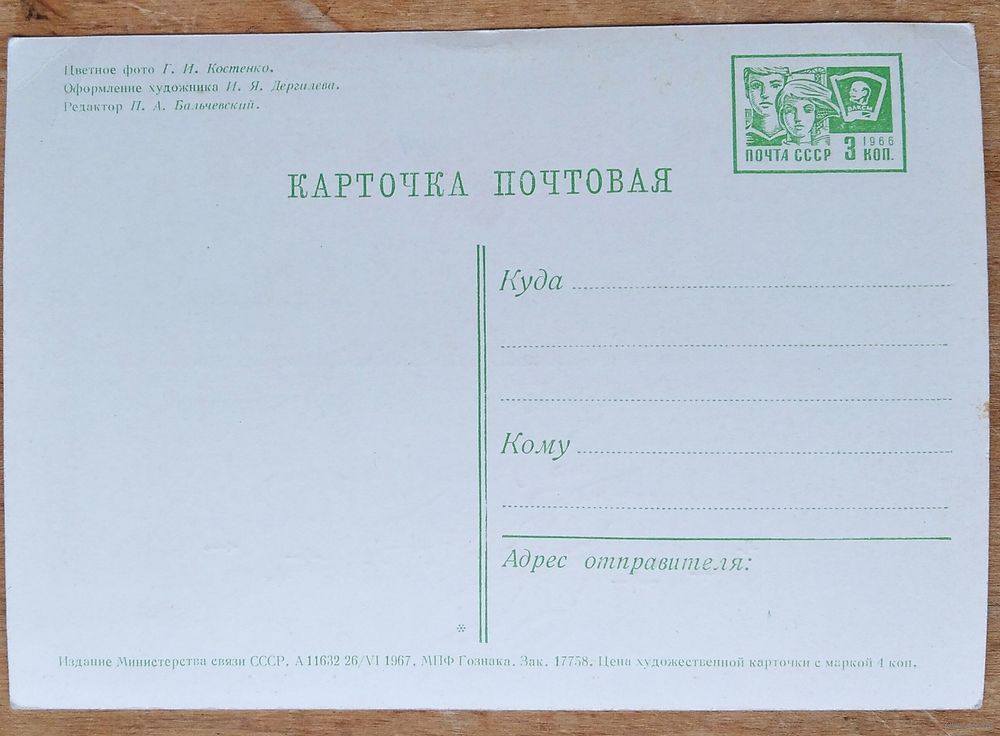 Цветное фото Г. И. Костенко.
Оформление художника И. Я. Дергилева.
Редактор П. А. Бальчевский.
ВЛКСМ
1966
ПОЧТА СССР 3 КОП.
КАРТОЧКА ПОЧТОВАЯ
Куда
Кому
Адрес отправителя:
*
Издание Министерства связи СССР. А 11632 26/VI 1967. МПФ Гознака. Зак. 17758. Цена художественной карточки с маркой 4 коп.